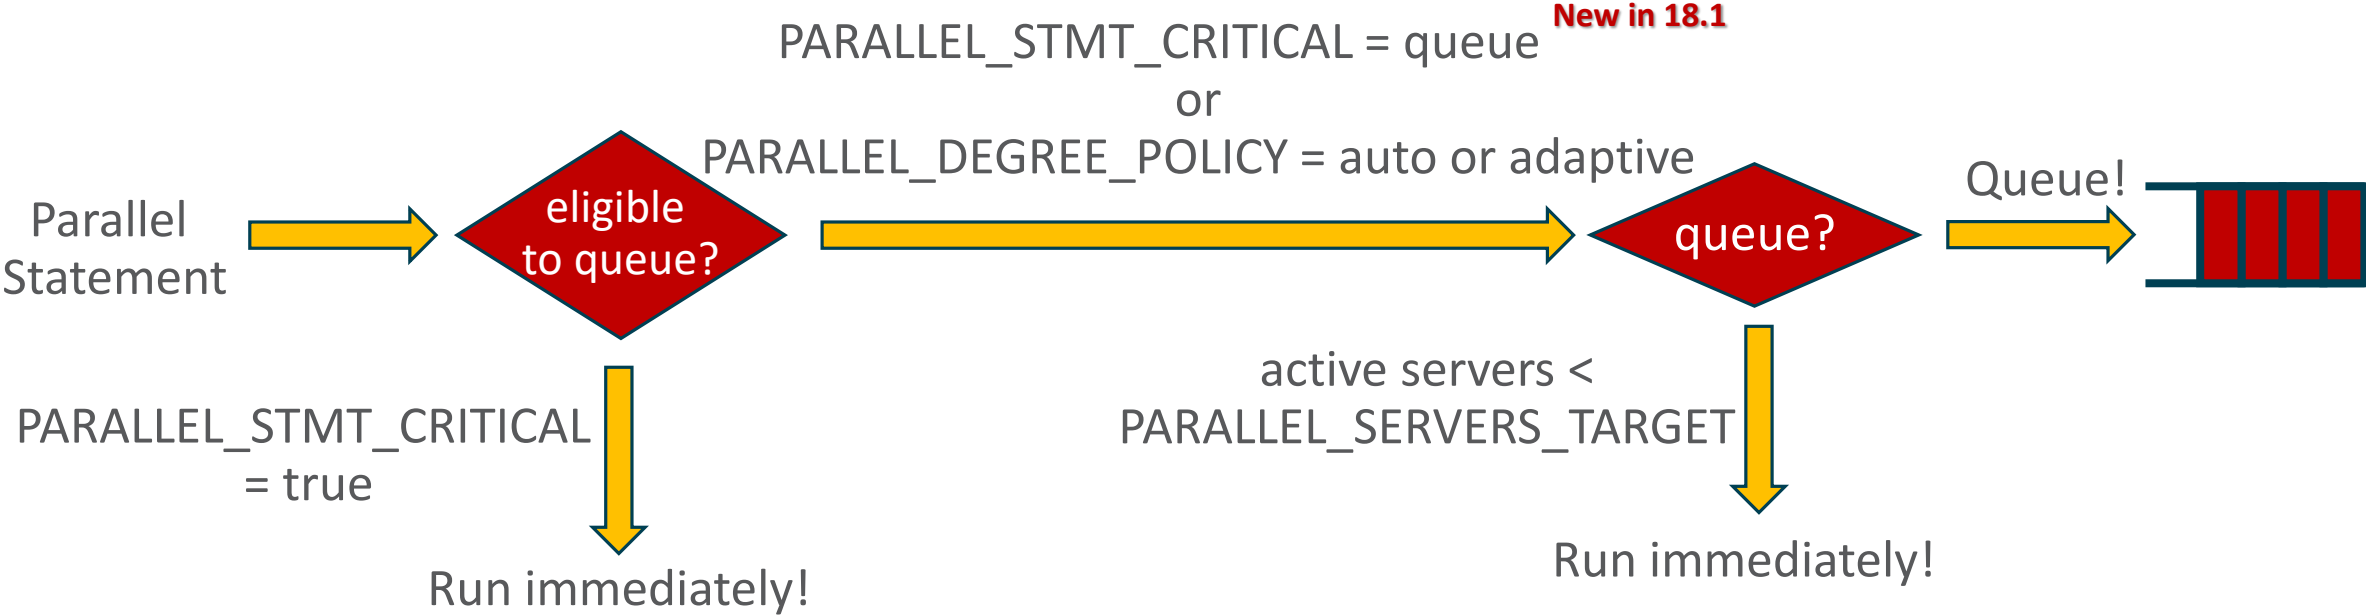 New in 18.1
PARALLEL_STMT_CRITICAL = queue
or
PARALLEL_DEGREE_POLICY = auto or adaptive
Parallel
Statement
eligible
to queue?
queue?
Queue!
PARALLEL_STMT_CRITICAL
= true
Run immediately!
active servers <
PARALLEL_SERVERS_TARGET
Run immediately!